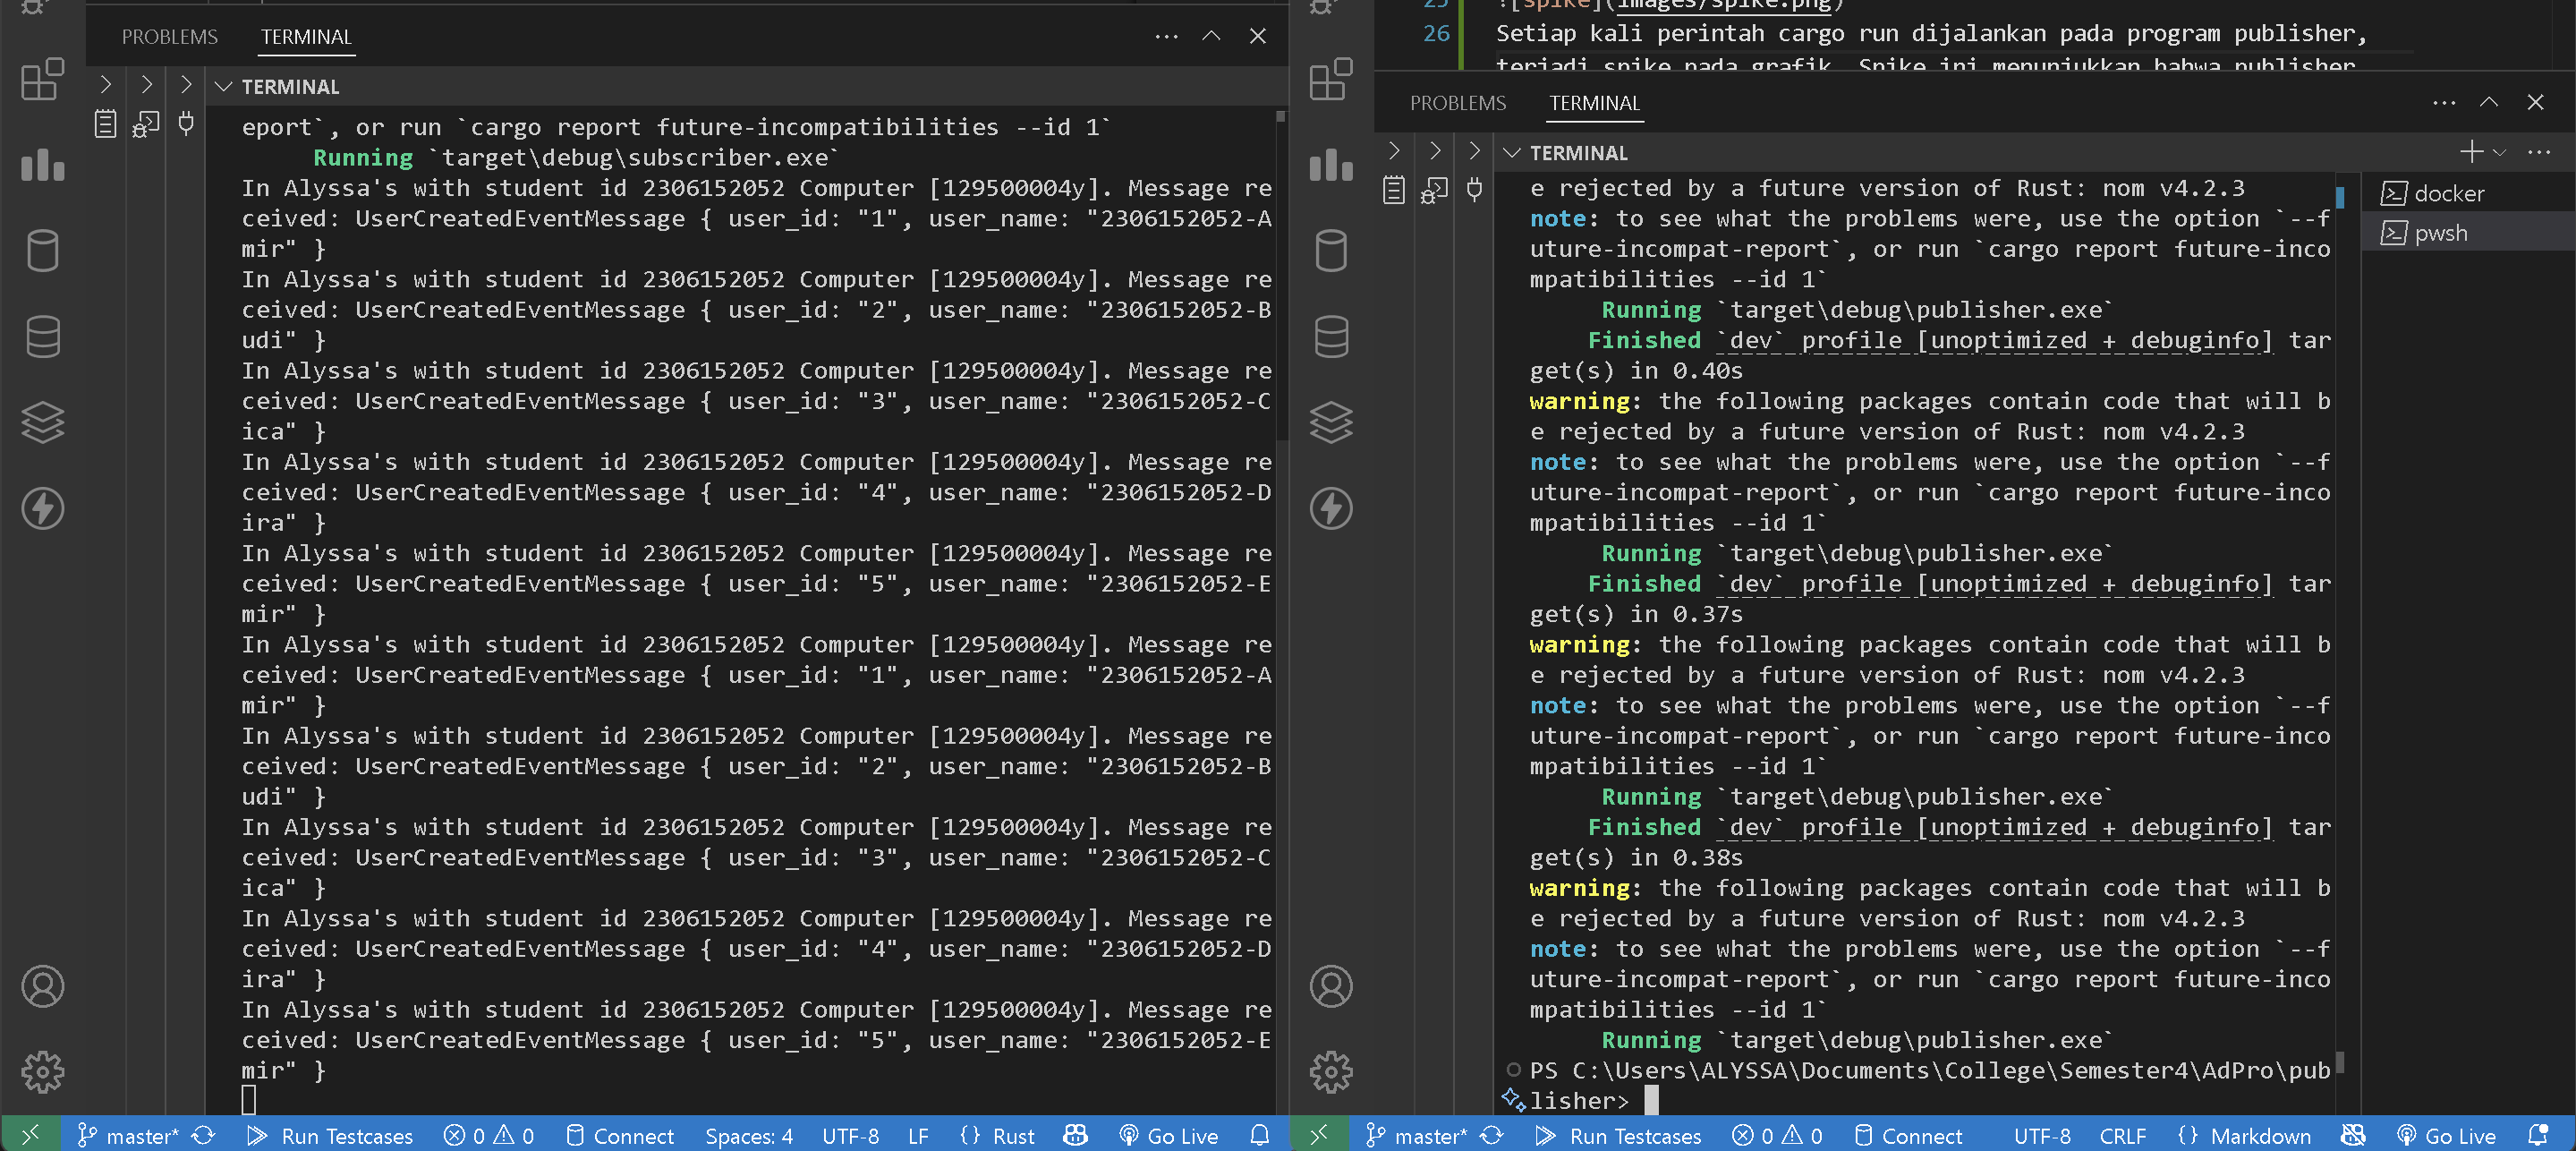 PROBLEMS TERMINAL
TERMINAL
eport`, or run `cargo report future-incompatibilities --id 1`
Running `target\debug\subscriber.exe`
In Alyssa's with student id 2306152052 Computer [129500004y]. Message re
ceived: UserCreatedEventMessage { user_id: "1", user_name: "2306152052-A
mir" }
In Alyssa's with student id 2306152052 Computer [129500004y]. Message re
ceived: UserCreatedEventMessage { user_id: "2", user_name: "2306152052-B
udi" }
In Alyssa's with student id 2306152052 Computer [129500004y]. Message re
ceived: UserCreatedEventMessage { user_id: "3", user_name: "2306152052-C
ica" }
In Alyssa's with student id 2306152052 Computer [129500004y]. Message re
ceived: UserCreatedEventMessage { user_id: "4", user_name: "2306152052-D
ira" }
In Alyssa's with student id 2306152052 Computer [129500004y]. Message re
ceived: UserCreatedEventMessage { user_id: "5", user_name: "2306152052-E
mir" }
In Alyssa's with student id 2306152052 Computer [129500004y]. Message re
ceived: UserCreatedEventMessage { user_id: "1", user_name: "2306152052-A
mir" }
In Alyssa's with student id 2306152052 Computer [129500004y]. Message re
ceived: UserCreatedEventMessage { user_id: "2", user_name: "2306152052-B
udi" }
In Alyssa's with student id 2306152052 Computer [129500004y]. Message re
ceived: UserCreatedEventMessage { user_id: "3", user_name: "2306152052-C
ica" }
In Alyssa's with student id 2306152052 Computer [129500004y]. Message re
ceived: UserCreatedEventMessage { user_id: "4", user_name: "2306152052-D
ira" }
In Alyssa's with student id 2306152052 Computer [129500004y]. Message re
ceived: UserCreatedEventMessage { user_id: "5", user_name: "2306152052-E
mir" }
master* Run Testcases 0 0 Connect Spaces: 4 UTF-8 LF {} Rust Go Live
25 ![spike](images/spike.png)
26 Setiap kali perintah cargo run dijalankan pada program publisher,
terjadi spike pada grafik. Spike ini menunjukkan bahwa publisher
PROBLEMS TERMINAL
TERMINAL
docker
pwsh
e rejected by a future version of Rust: nom v4.2.3
note: to see what the problems were, use the option `--f
uture-incompat-report`, or run `cargo report future-inco
mpatibilities --id 1`
Running `target\debug\publisher.exe`
Finished `dev` profile [unoptimized + debuginfo] tar
get(s) in 0.40s
warning: the following packages contain code that will b
e rejected by a future version of Rust: nom v4.2.3
note: to see what the problems were, use the option `--f
uture-incompat-report`, or run `cargo report future-inco
mpatibilities --id 1`
Running `target\debug\publisher.exe`
Finished `dev` profile [unoptimized + debuginfo] tar
get(s) in 0.37s
warning: the following packages contain code that will b
e rejected by a future version of Rust: nom v4.2.3
note: to see what the problems were, use the option `--f
uture-incompat-report`, or run `cargo report future-inco
mpatibilities --id 1`
Running `target\debug\publisher.exe`
Finished `dev` profile [unoptimized + debuginfo] tar
get(s) in 0.38s
warning: the following packages contain code that will b
e rejected by a future version of Rust: nom v4.2.3
note: to see what the problems were, use the option `--f
uture-incompat-report`, or run `cargo report future-inco
mpatibilities --id 1`
Running `target\debug\publisher.exe`
PS C:\Users\ALYSSA\Documents\College\Semester4\AdPro\pub
lisher>
master* Run Testcases 0 0 Connect UTF-8 CRLF {} Markdown Go Live